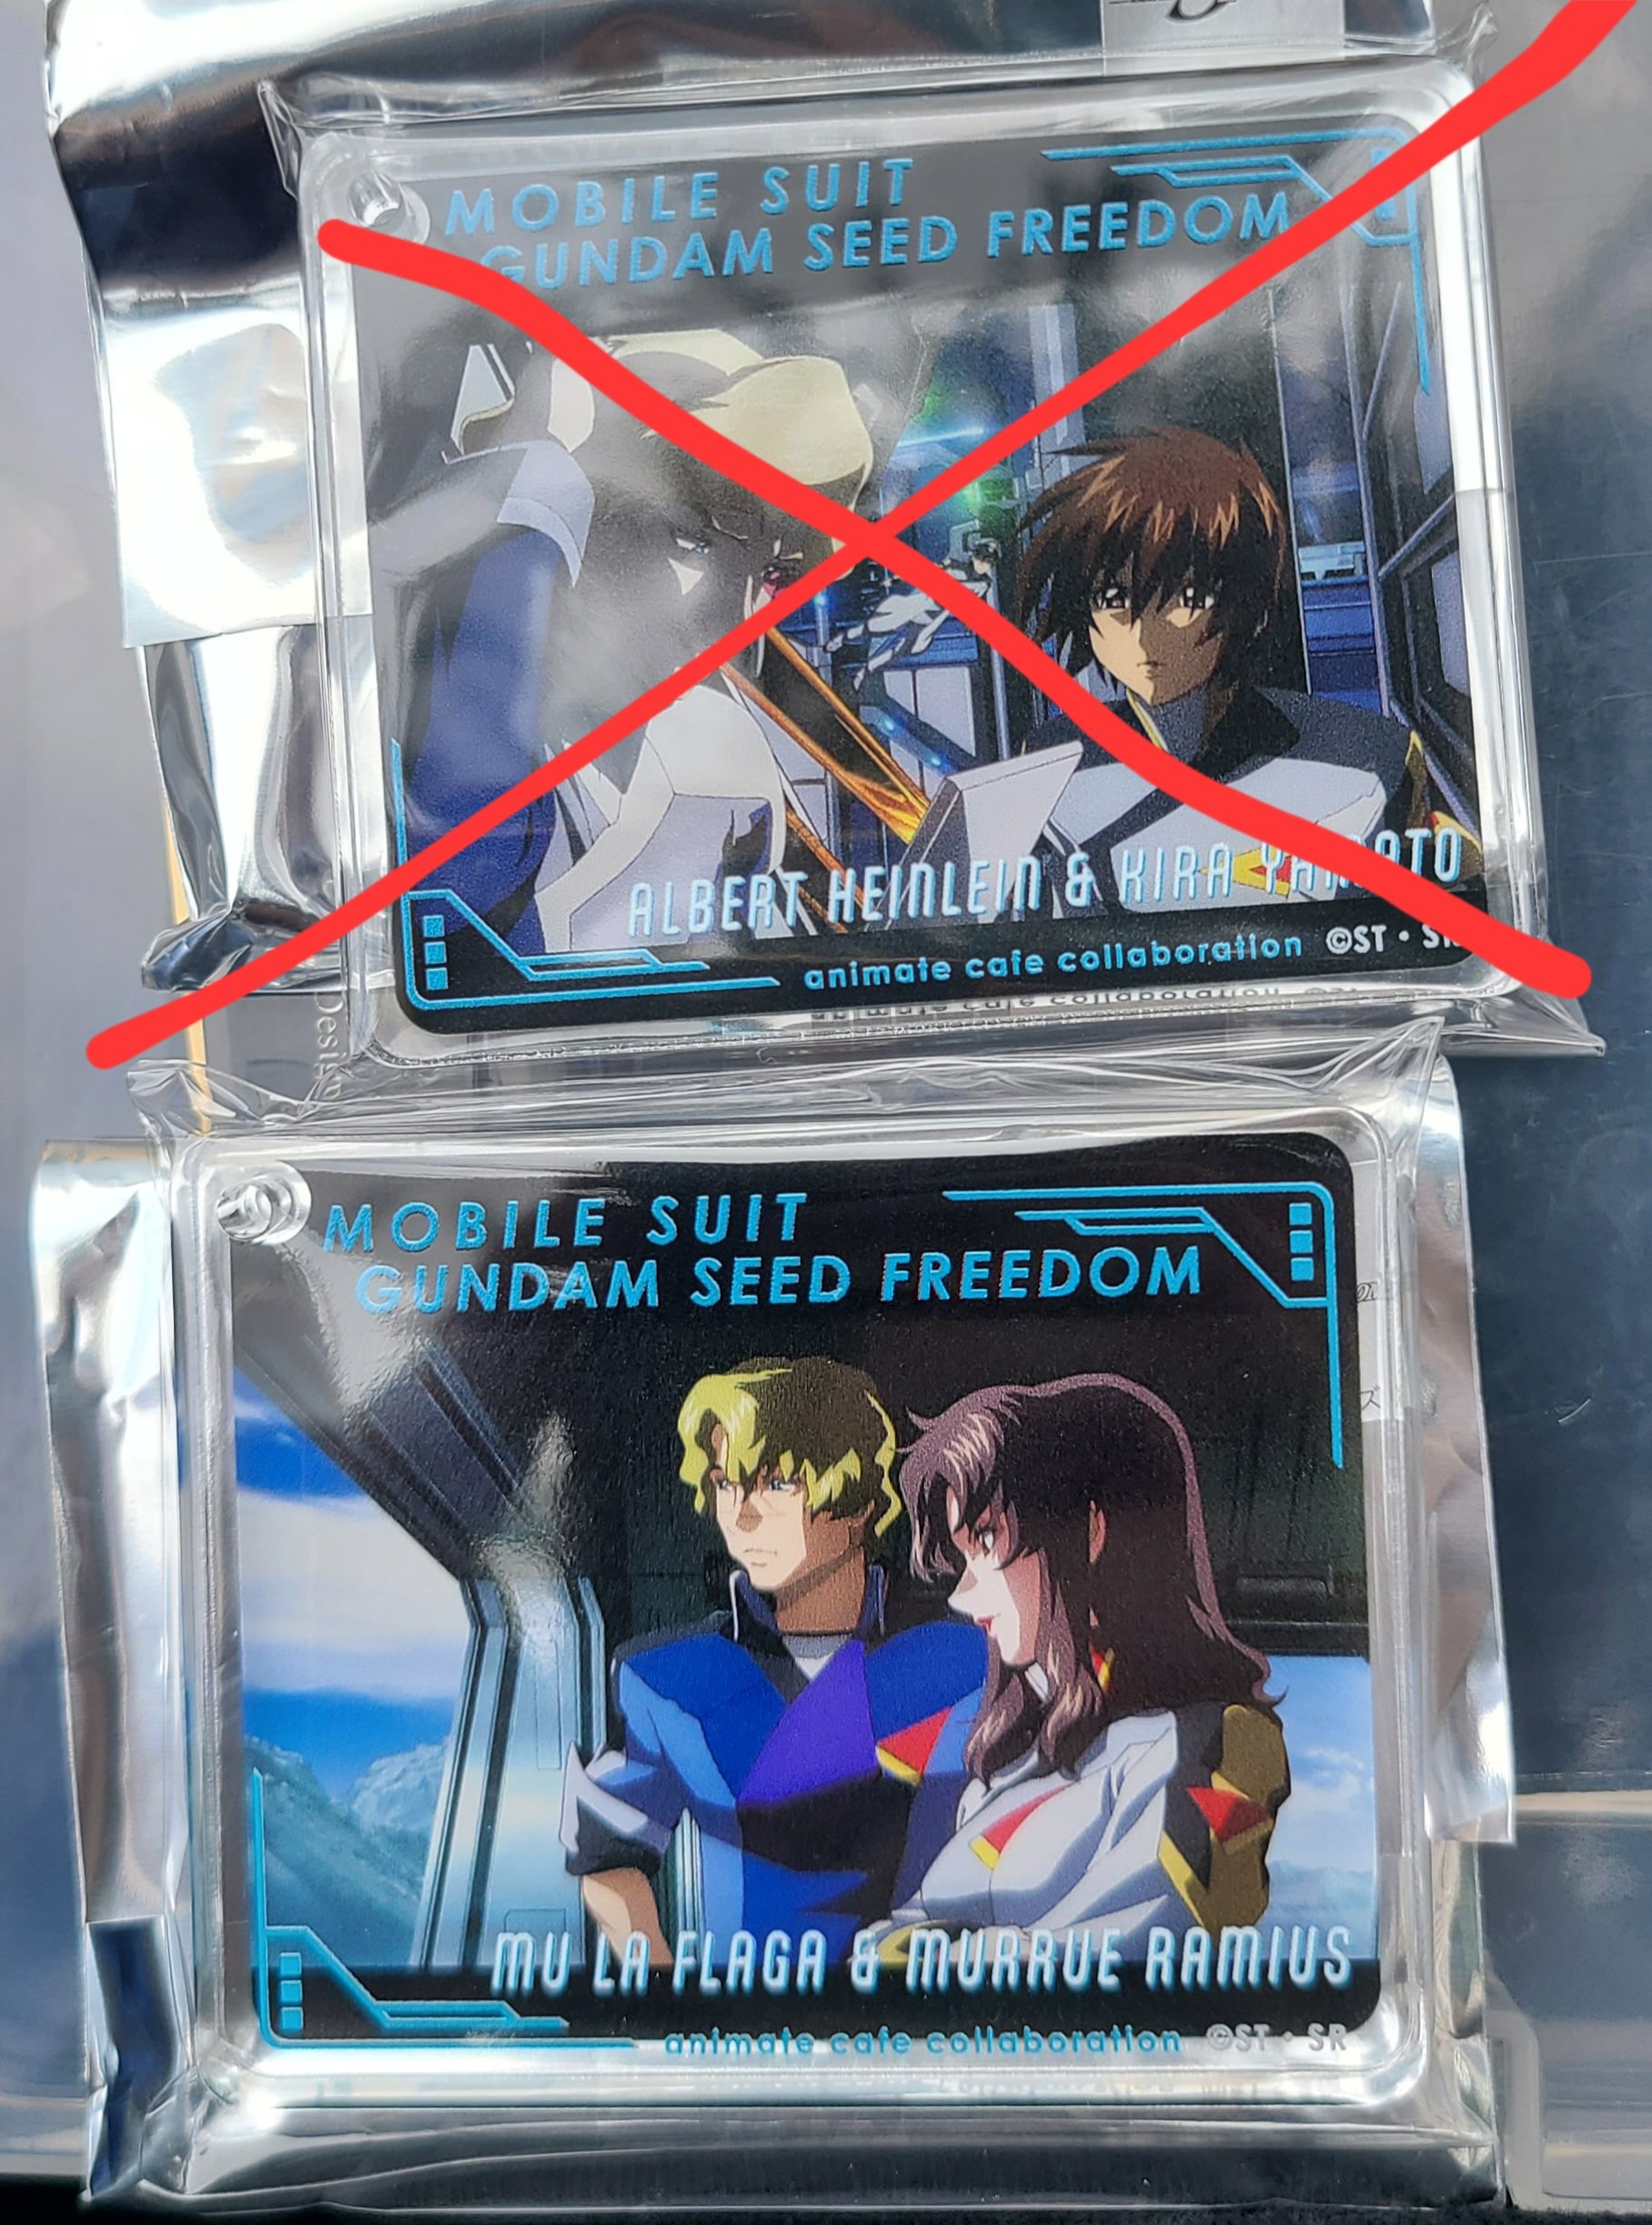 MOBILE SUIT
GUNDAM SEED FREEDOM
ALBERT HEINLEIN & KIRA YAMATO
animate cafe collaboration ©ST・SR
MOBILE SUIT
GUNDAM SEED FREEDOM
MU LA FLAGA & MURRUE RAMIUS
animate cafe collaboration ©ST・SR